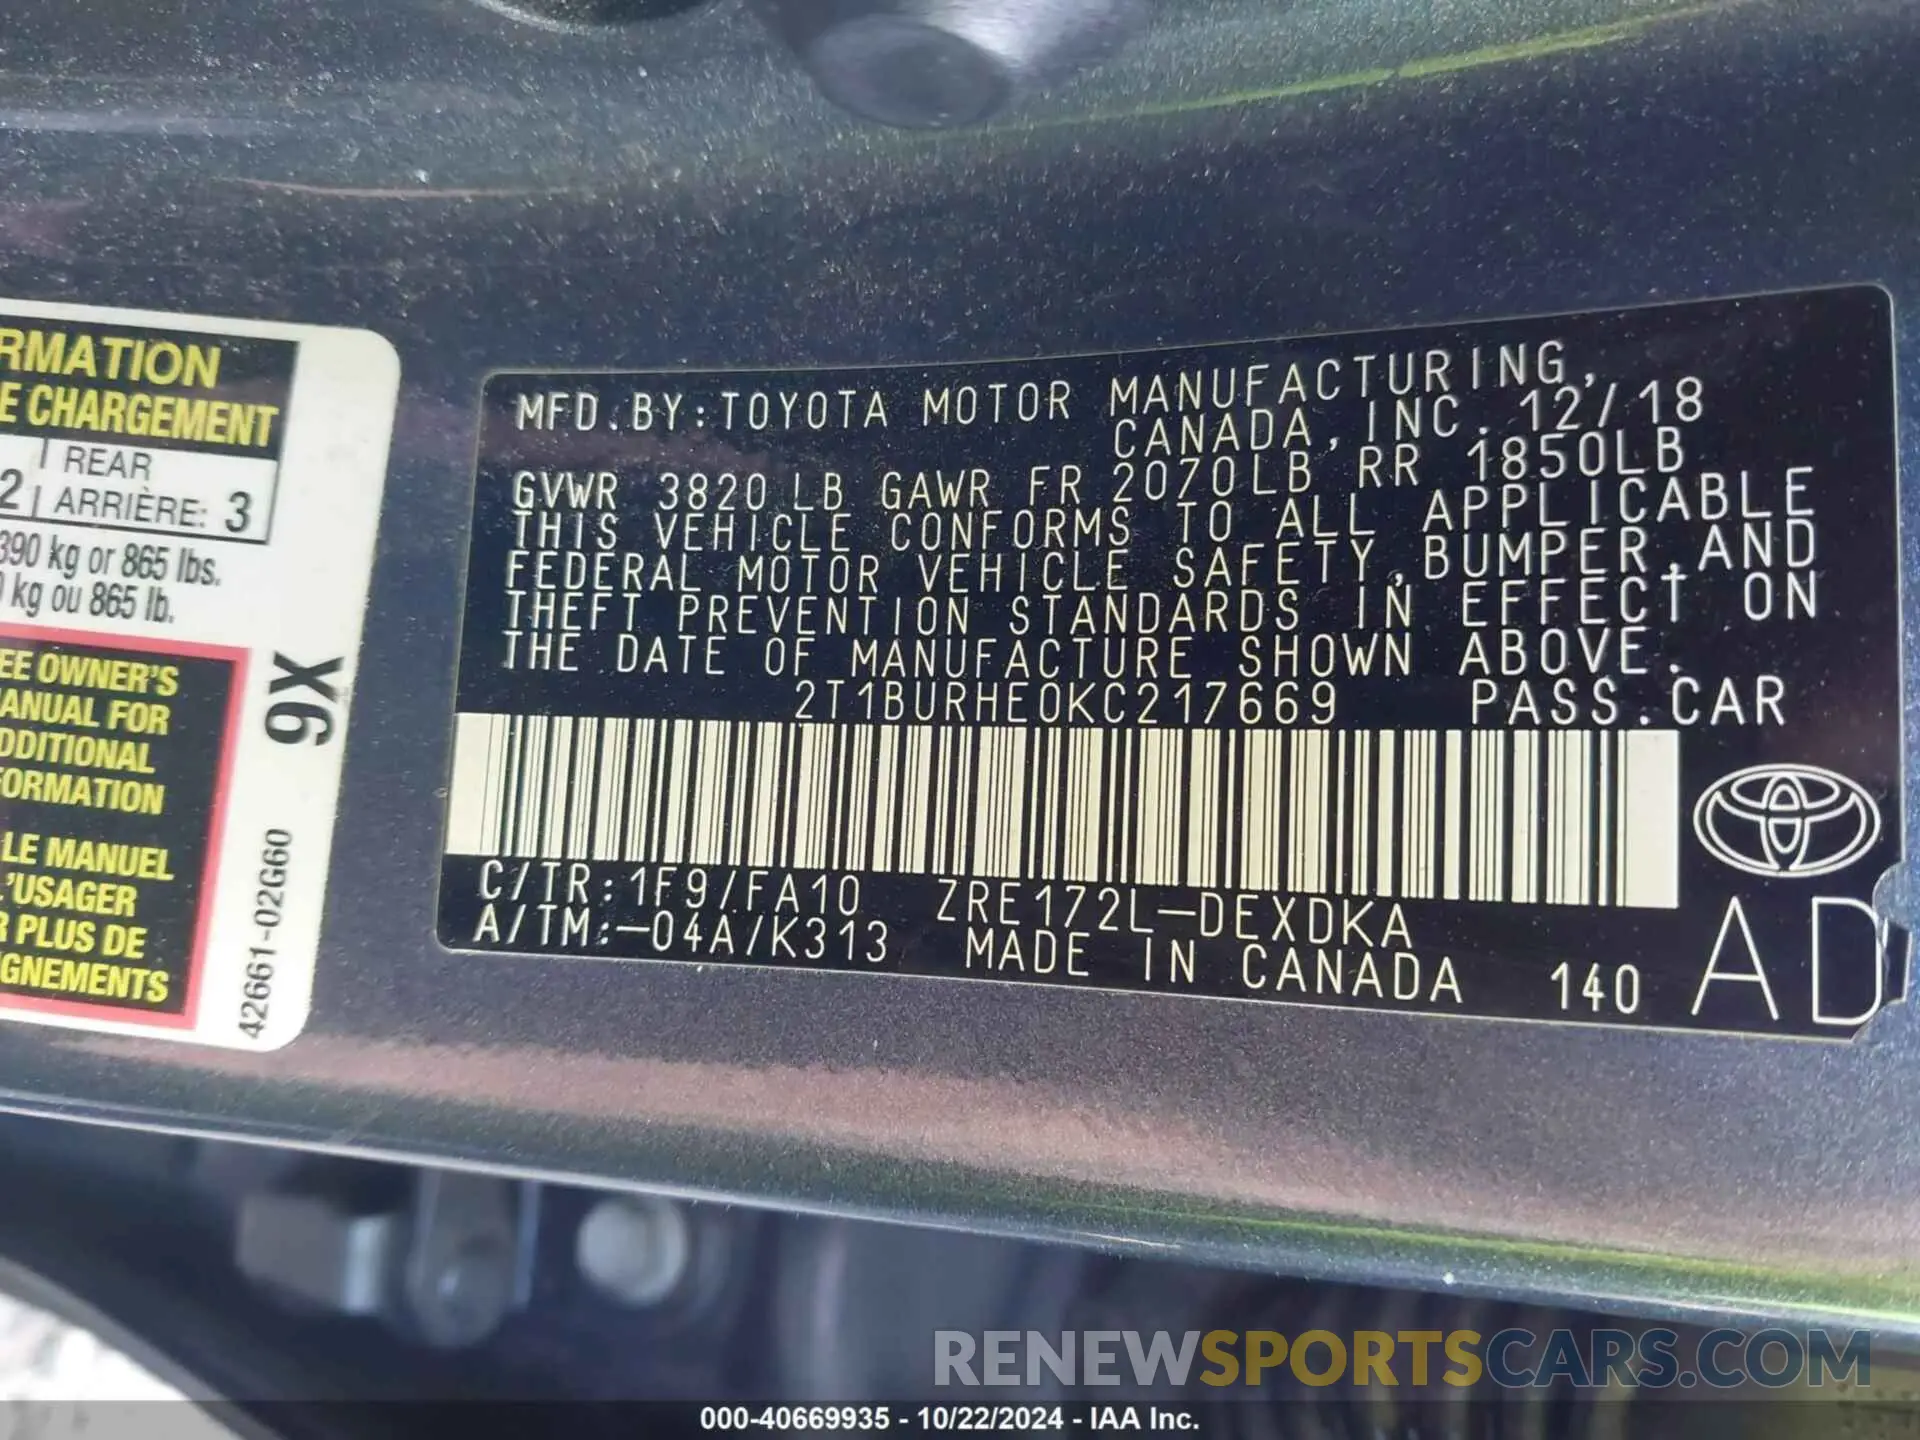 RMATION
E CHARGEMENT
2 REAR
ARRIÈRE: 3
390 kg or 865 lbs.
kg ou 865 lb.
EE OWNER'S
ANUAL FOR
DDITIONAL
FORMATION
LE MANUEL
'USAGER
R PLUS DE
IGNEMENTS
9X
42661-02G60
MFD.BY:TOYOTA MOTOR MANUFACTURING,
CANADA,INC. 12/18
GVWR 3820LB GAWR FR 2070LB RR 1850LB
THIS VEHICLE CONFORMS TO ALL APPLICABLE
FEDERAL MOTOR VEHICLE SAFETY,BUMPER,AND
THEFT PREVENTION STANDARDS IN EFFECT ON
THE DATE OF MANUFACTURE SHOWN ABOVE.
2T1BURHE0KC217669 PASS.CAR
C/TR:1F9/FA10 ZRE172L-DEXDKA
A/TM:-04A/K313 MADE IN CANADA 140 AD
RENEWSPORTSCARS.COM
000-40669935 - 10/22/2024 - IAA Inc.